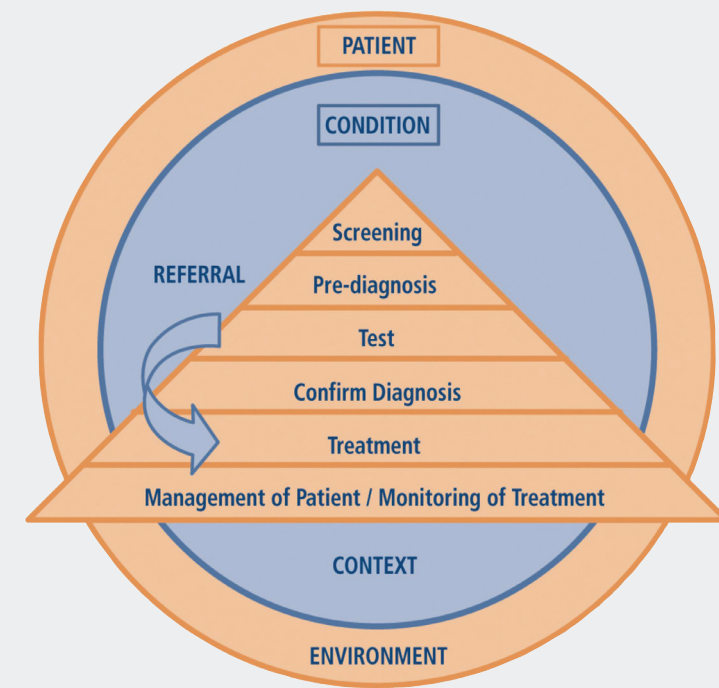 PATIENT
CONDITION
Screening
REFERRAL
Pre-diagnosis
Test
Confirm Diagnosis
Treatment
Management of Patient / Monitoring of Treatment
CONTEXT
ENVIRONMENT